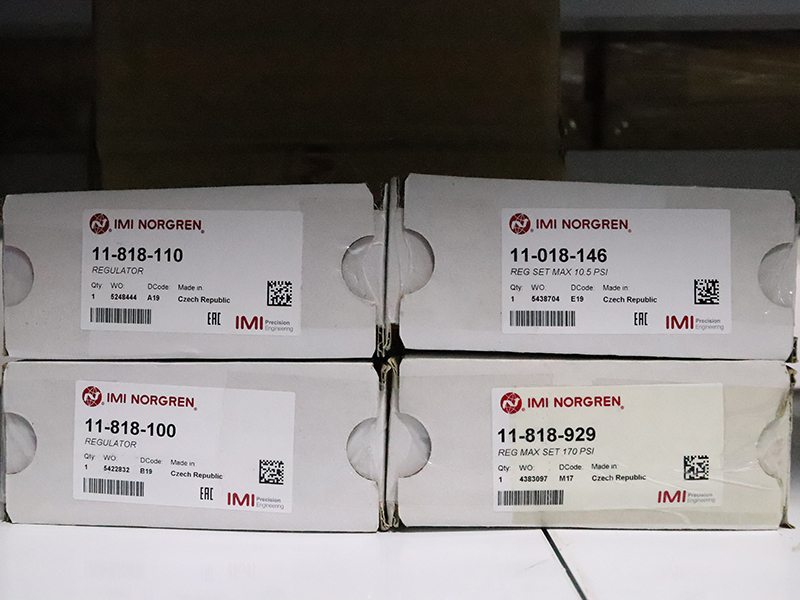 IMI NORGREN
11-818-110
REGULATOR
Qty: WO: DCode: Made in:
1 5248444 A19 Czech Republic
EAC
IMI Precision Engineering
IMI NORGREN
11-018-146
REG SET MAX 10.5 PSI
Qty: WO: DCode: Made in:
1 5438704 E19 Czech Republic
EAC
IMI Precision Engineering
IMI NORGREN
11-818-100
REGULATOR
Qty: WO: DCode: Made in:
1 5422832 B19 Czech Republic
EAC
IMI Precision Engineering
IMI NORGREN
11-818-929
REG MAX SET 170 PSI
Qty: WO: DCode: Made in:
1 4383097 M17 Czech Republic
IMI Precision Engineering